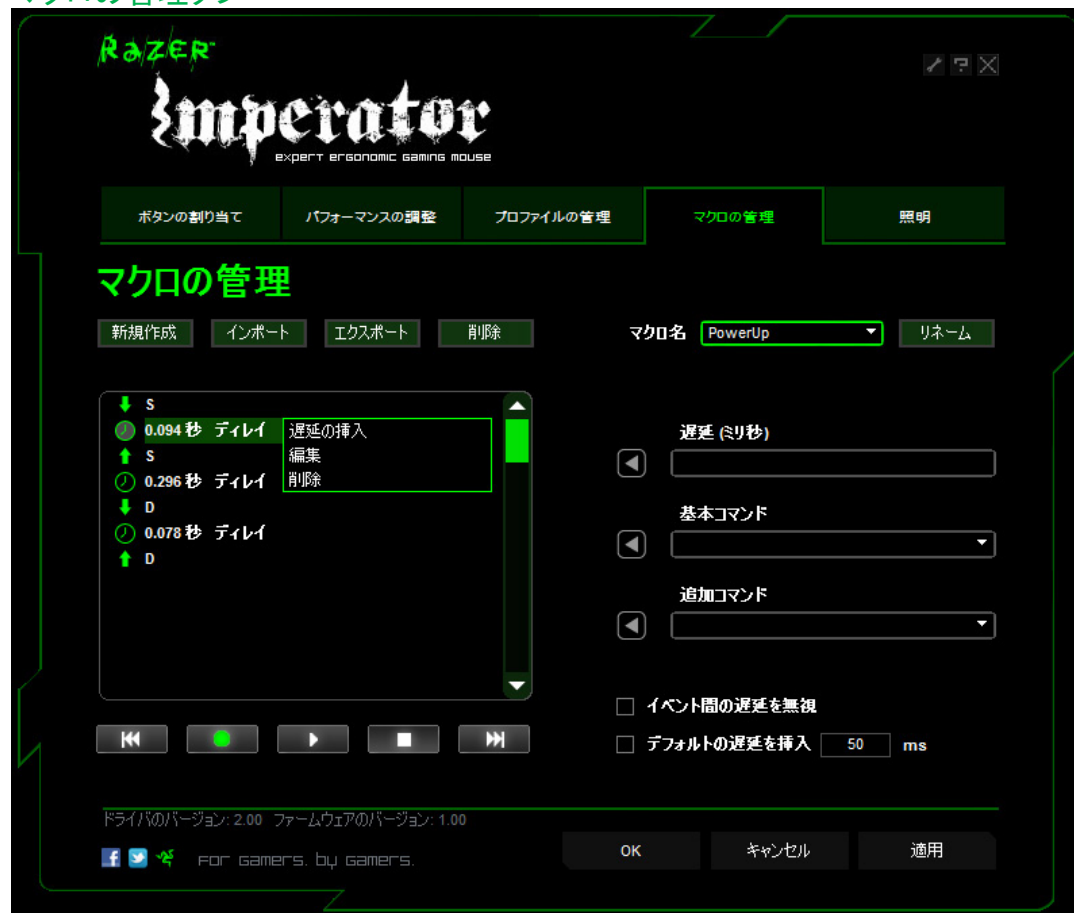 RAZER™
Imperator
expert ergonomic gaming mouse
ボタンの割り当て パフォーマンスの調整 プロファイルの管理 マクロの管理 照明
マクロの管理
新規作成 インポート エクスポート 削除 マクロ名 PowerUp リネーム
S
0.094 秒 ディレイ 遅延の挿入
S 編集
0.296 秒 ディレイ 削除
D
0.078 秒 ディレイ
D
遅延 (ミリ秒)
基本コマンド
追加コマンド
イベント間の遅延を無視
デフォルトの遅延を挿入 50 ms
ドライバのバージョン: 2.00 ファームウェアのバージョン: 1.00
For gamers. by gamers.
OK キャンセル 適用